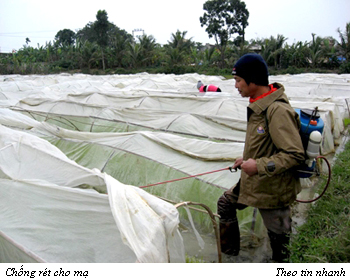 Chống rét cho mạ
Theo tin nhanh